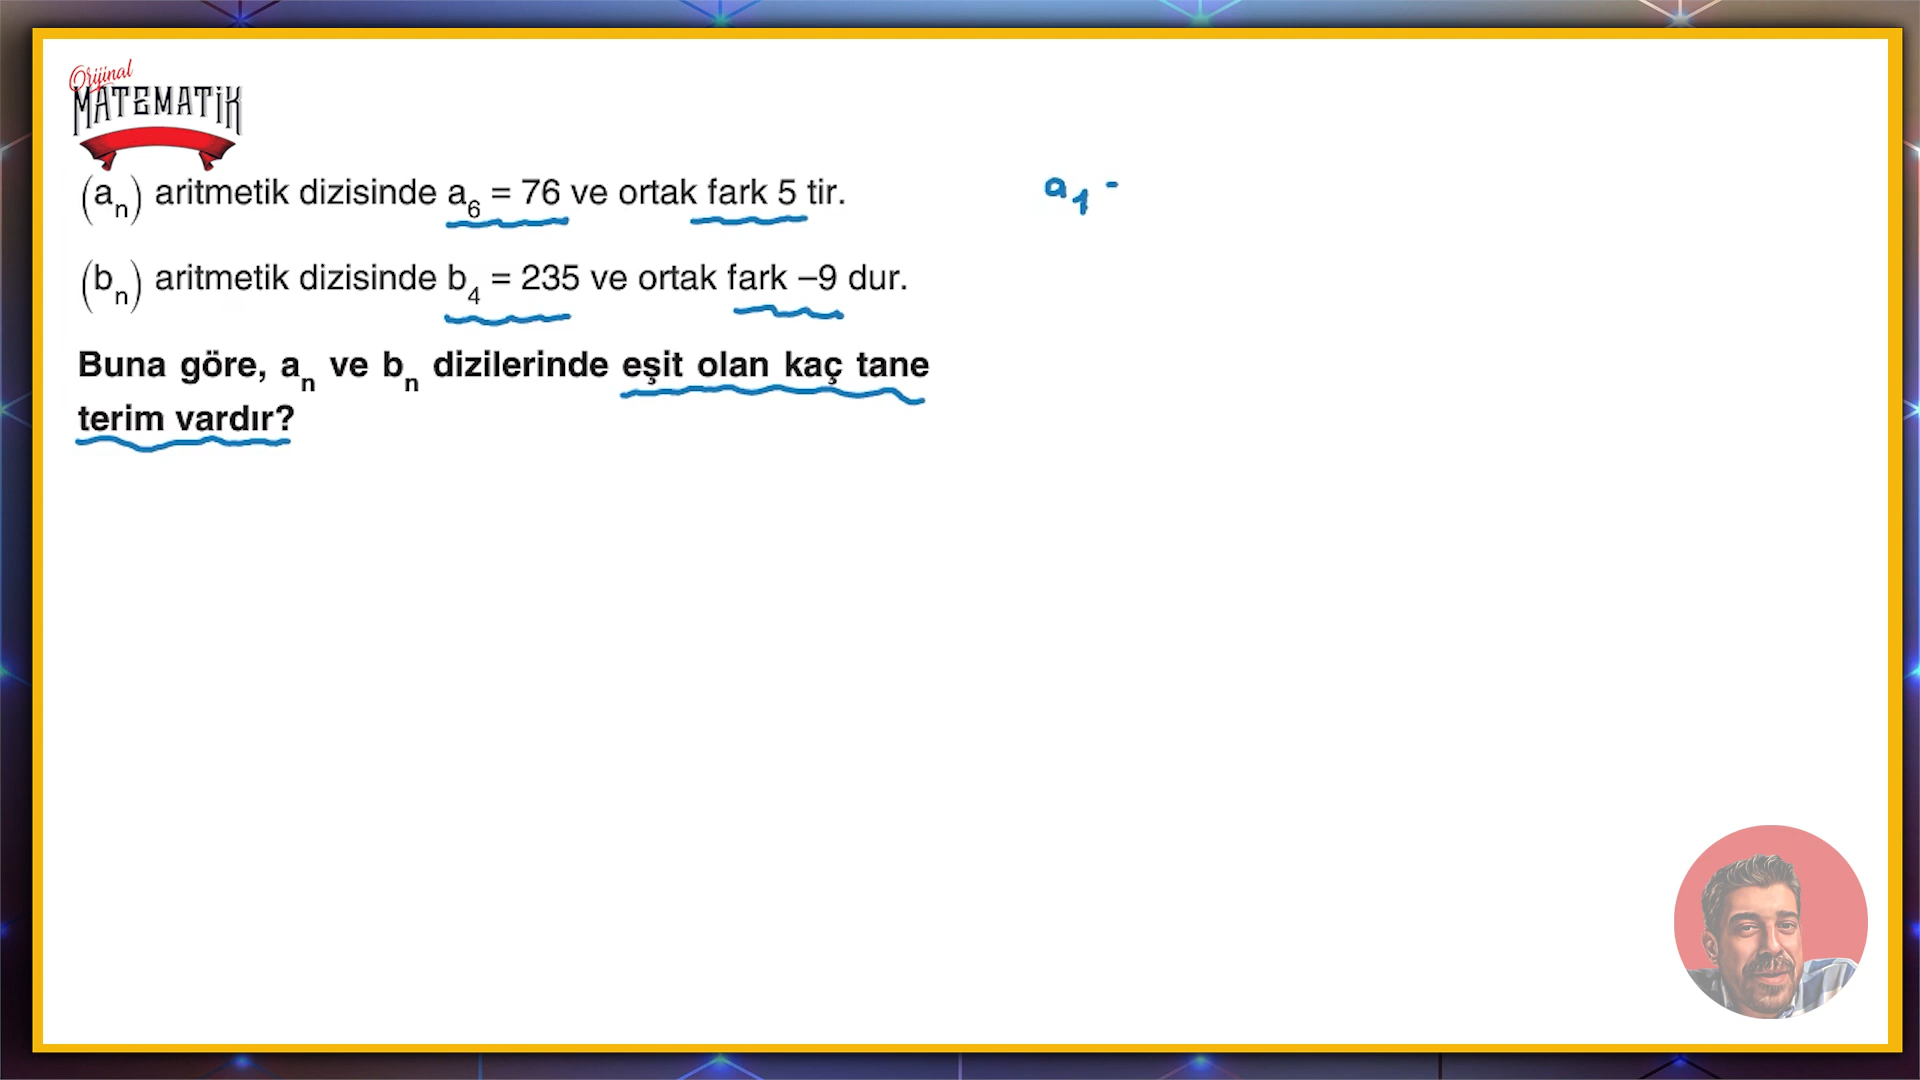 Orijinal
MATEMATİK
(aₙ) aritmetik dizisinde a₆ = 76 ve ortak fark 5 tir.
a₁ -
(bₙ) aritmetik dizisinde b₄ = 235 ve ortak fark –9 dur.
Buna göre, aₙ ve bₙ dizilerinde eşit olan kaç tane
terim vardır?